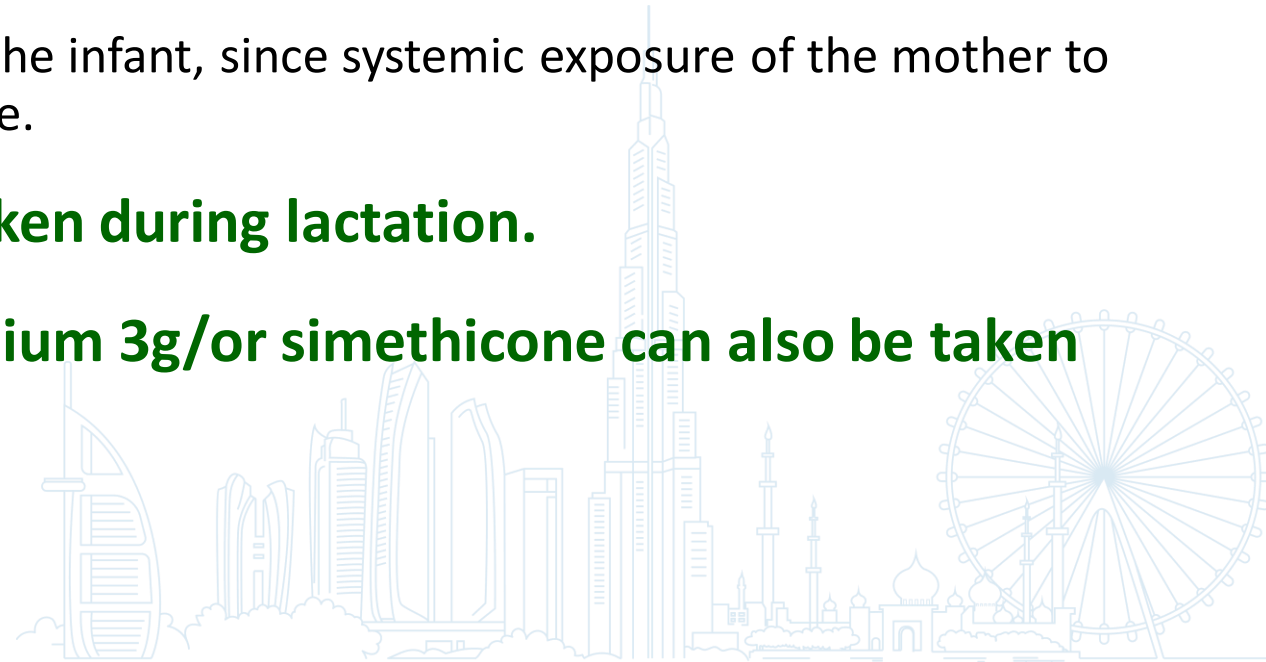 he infant, since systemic exposure of the mother to
e.
ken during lactation.
ium 3g/or simethicone can also be taken